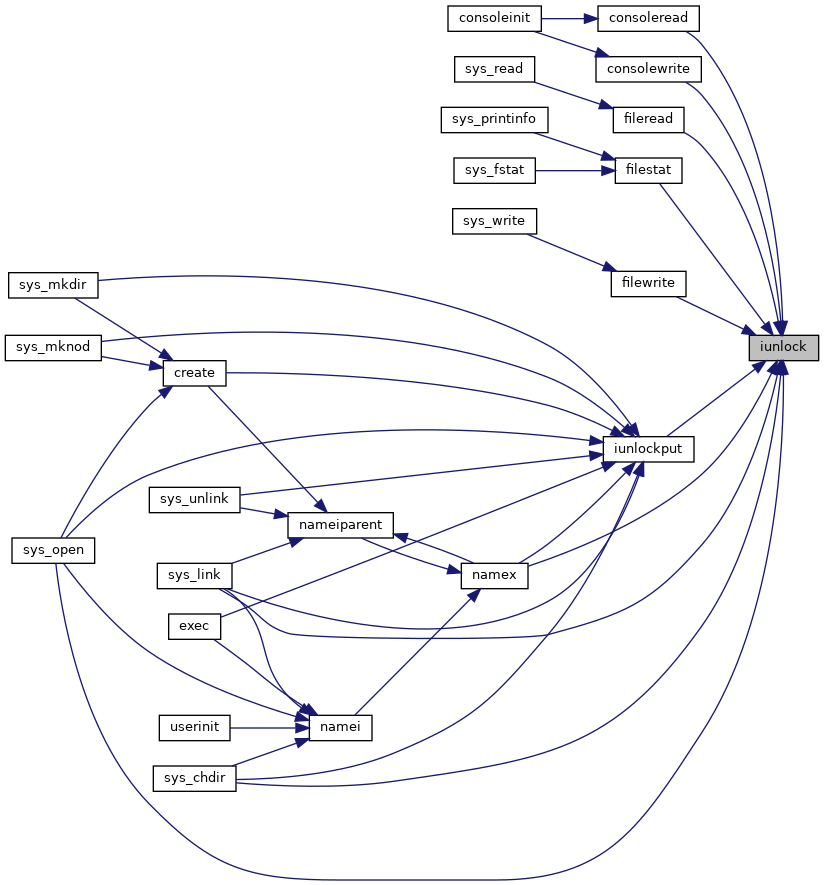 consoleinit
consoleread
sys_read
consolewrite
sys_printinfo
fileread
sys_fstat
filestat
sys_write
sys_mkdir
filewrite
sys_mknod
iunlock
create
iunlockput
sys_unlink
nameiparent
sys_open
sys_link
namex
exec
userinit
namei
sys_chdir